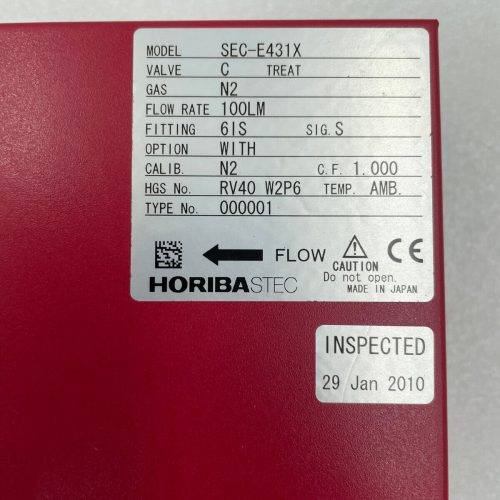 MODEL SEC-E431X
VALVE C TREAT
GAS N2
FLOW RATE 100LM
FITTING 6IS SIG. S
OPTION WITH
CALIB. N2 C.F. 1.000
HGS No. RV40 W2P6 TEMP. AMB.
TYPE No. 000001
FLOW CE
CAUTION
Do not open.
MADE IN JAPAN
HORIBASTEC
INSPECTED
29 Jan 2010